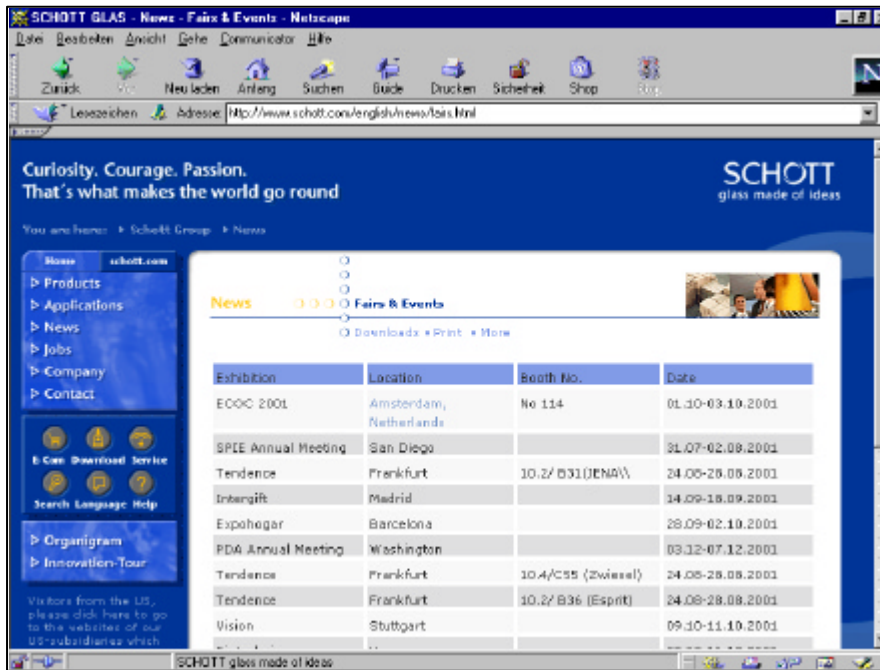 SCHOTT GLAS - News - Fairs & Events - Netscape
Datei Bearbeiten Ansicht Gehe Communicator Hilfe
Zurück Vor Neu laden Anfang Suchen Guide Drucken Sicherheit Shop Stop
Lesezeichen Adresse: http://www.schott.com/english/news/fairs.html
Curiosity. Courage. Passion.
That´s what makes the world go round
SCHOTT
glass made of ideas
You are here: Schott Group News
Home schott.com
Products
Applications
News
Jobs
Company
Contact
E-Com Download Service
Search Language Help
Organigram
Innovation-Tour
Visitors from the US,
please click here to go
to the websites of our
US-subsidiaries which
News Fairs & Events
Downloads Print More
Exhibition Location Booth No. Date
ECOC 2001 Amsterdam, Netherlands No 114 01.10-03.10.2001
SPIE Annual Meeting San Diego 31.07-02.08.2001
Tendence Frankfurt 10.2/ B31(JENA\\ 24.08-28.08.2001
Intergift Madrid 14.09-18.09.2001
Expohogar Barcelona 28.09-02.10.2001
PDA Annual Meeting Washington 03.12-07.12.2001
Tendence Frankfurt 10.4/C55 (Zwiesel) 24.08-28.08.2001
Tendence Frankfurt 10.2/ B36 (Esprit) 24.08-28.08.2001
Vision Stuttgart 09.10-11.10.2001
SCHOTT glass made of ideas